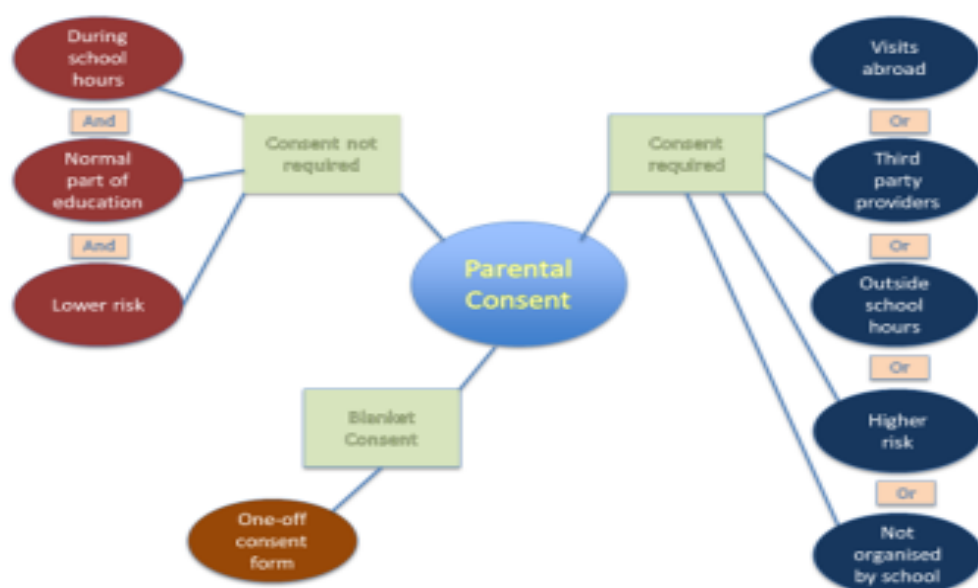 During
school
hours
And
Normal
part of
education
And
Lower risk
Consent not
required
Parental
Consent
Blanket
Consent
One-off
consent
form
Consent
required
Visits
abroad
Or
Third
party
providers
Or
Outside
school
hours
Or
Higher
risk
Or
Not
organised
by school